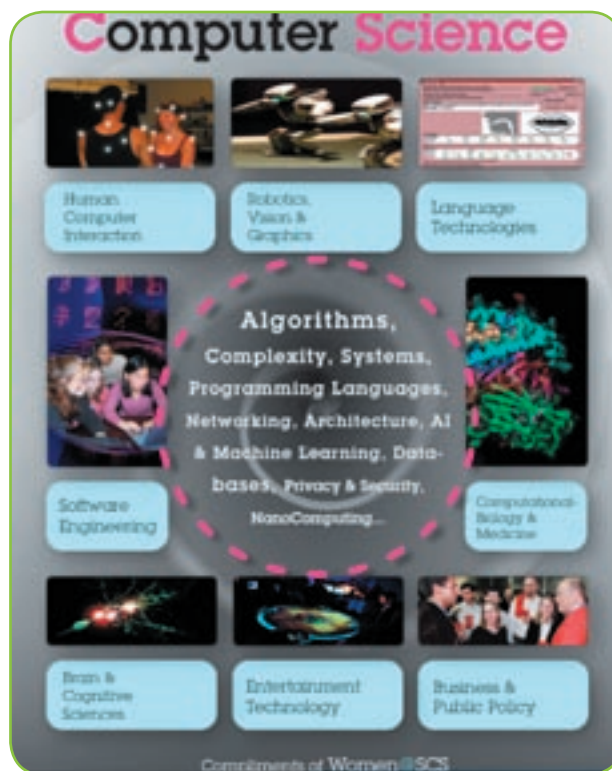 Computer Science
Human
Computer
Interaction
Robotics,
Vision &
Graphics
Language
Technologies
Algorithms,
Complexity, Systems,
Programming Languages,
Networking, Architecture, AI
& Machine Learning, Data-
bases, Privacy & Security,
NanoComputing...
Software
Engineering
Computational-
Biology &
Medicine
Brain &
Cognitive
Sciences
Entertainment
Technology
Business &
Public Policy
Compliments of Women@SCS